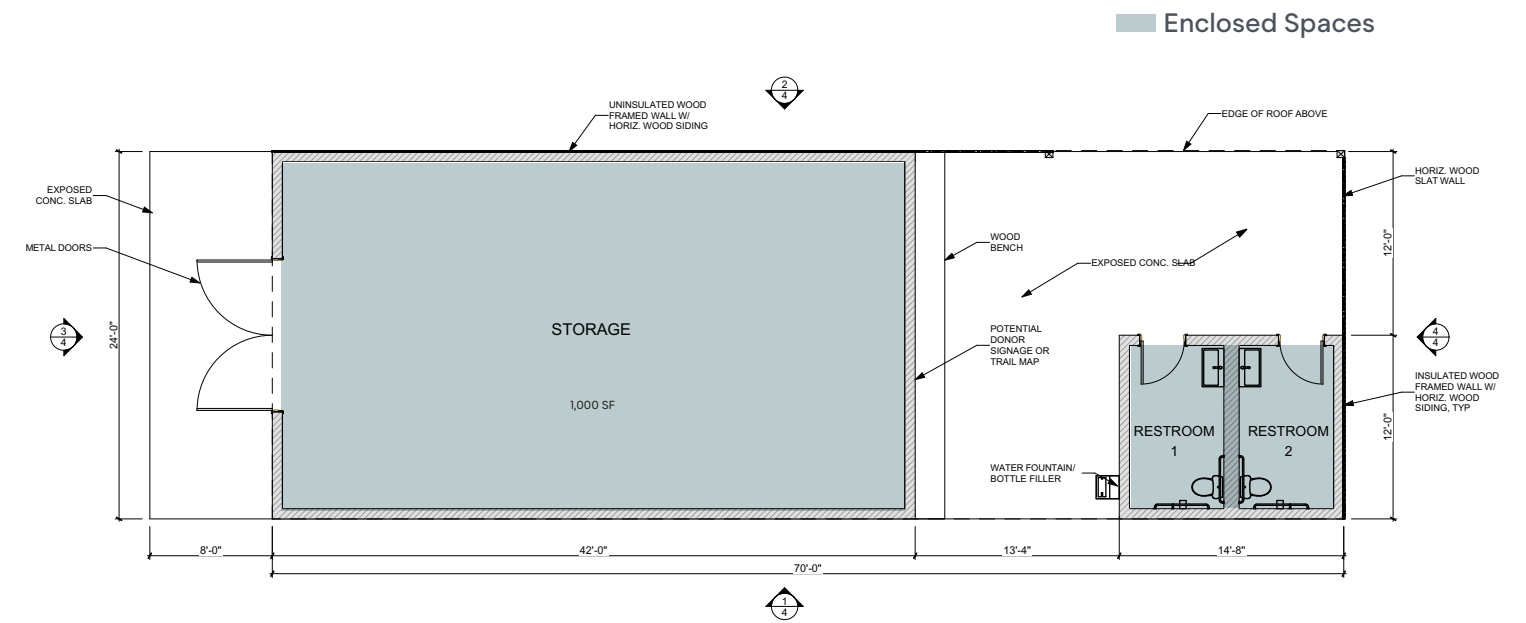 Enclosed Spaces
2
4
UNINSULATED WOOD
FRAMED WALL W/
HORIZ. WOOD SIDING
EDGE OF ROOF ABOVE
EXPOSED
CONC. SLAB
HORIZ. WOOD
SLAT WALL
METAL DOORS
WOOD
BENCH
12'-0"
EXPOSED CONC. SLAB
3
4
24'-0"
STORAGE
POTENTIAL
DONOR
SIGNAGE OR
TRAIL MAP
4
4
INSULATED WOOD
FRAMED WALL W/
HORIZ. WOOD
SIDING, TYP
1,000 SF
RESTROOM
1
RESTROOM
2
12'-0"
WATER FOUNTAIN/
BOTTLE FILLER
8'-0"
42'-0"
13'-4"
14'-8"
70'-0"
1
4